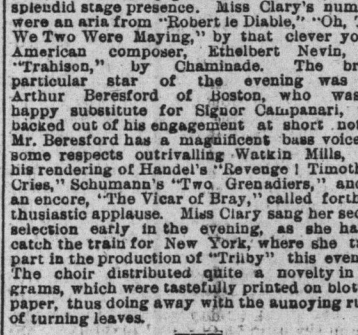 splendid stage presence. Miss Clary's num
were an aria from "Robert le Diable," "Oh,
We Two Were Maying," by that clever yo
American composer, Ethelbert Nevin,
"Trahison," by Chaminade. The br
particular star of the evening was
Arthur Beresford of Boston, who was
happy substitute for Signor Campanari,
backed out of his engagement at short not
Mr. Beresford has a magnificent bass voice
some respects outrivalling Watkin Mills,
his rendering of Handel's "Revenge! Timoth
Cries," Schumann's "Two Grenadiers," an
an encore, "The Vicar of Bray," called forth
thusiastic applause. Miss Clary sang her se
selection early in the evening, as she ha
catch the train for New York, where she t
part in the production of "Trilby" this even
The choir distributed quite a novelty in
grams, which were tastefully printed on blot
paper, thus doing away with the annoying ru
of turning leaves.